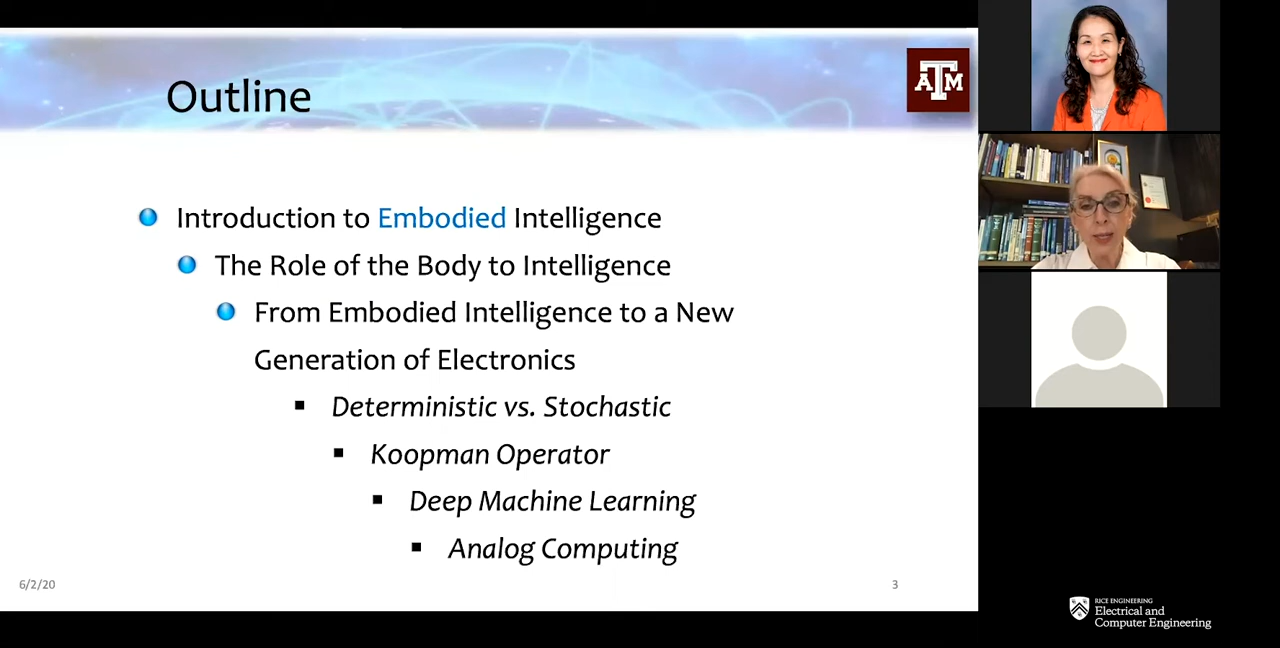 Outline
ATM
Introduction to Embodied Intelligence
The Role of the Body to Intelligence
From Embodied Intelligence to a New
Generation of Electronics
Deterministic vs. Stochastic
Koopman Operator
Deep Machine Learning
Analog Computing
6/2/20
3
RICE ENGINEERING
Electrical and
Computer Engineering